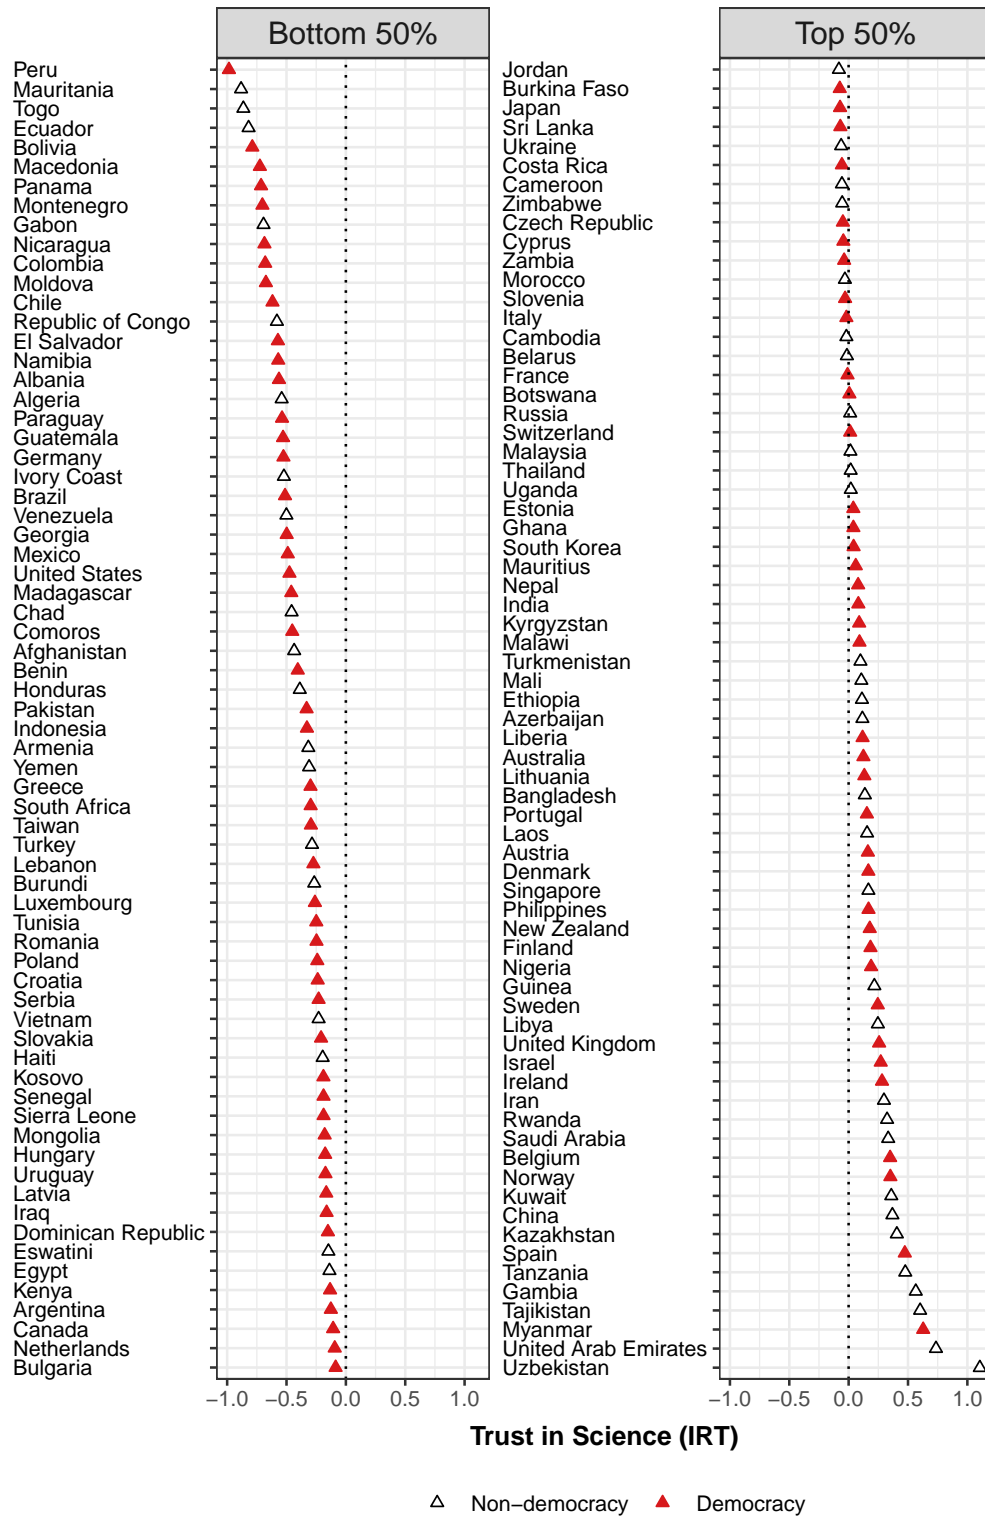 Bottom 50%
Peru
Mauritania
Togo
Ecuador
Bolivia
Macedonia
Panama
Montenegro
Gabon
Nicaragua
Colombia
Moldova
Chile
Republic of Congo
El Salvador
Namibia
Albania
Algeria
Paraguay
Guatemala
Germany
Ivory Coast
Brazil
Venezuela
Georgia
Mexico
United States
Madagascar
Chad
Comoros
Afghanistan
Benin
Honduras
Pakistan
Indonesia
Armenia
Yemen
Greece
South Africa
Taiwan
Turkey
Lebanon
Burundi
Luxembourg
Tunisia
Romania
Poland
Croatia
Serbia
Vietnam
Slovakia
Haiti
Kosovo
Senegal
Sierra Leone
Mongolia
Hungary
Uruguay
Latvia
Iraq
Dominican Republic
Eswatini
Egypt
Kenya
Argentina
Canada
Netherlands
Bulgaria
−1.0 −0.5 0.0 0.5 1.0
Top 50%
Jordan
Burkina Faso
Japan
Sri Lanka
Ukraine
Costa Rica
Cameroon
Zimbabwe
Czech Republic
Cyprus
Zambia
Morocco
Slovenia
Italy
Cambodia
Belarus
France
Botswana
Russia
Switzerland
Malaysia
Thailand
Uganda
Estonia
Ghana
South Korea
Mauritius
Nepal
India
Kyrgyzstan
Malawi
Turkmenistan
Mali
Ethiopia
Azerbaijan
Liberia
Australia
Lithuania
Bangladesh
Portugal
Laos
Austria
Denmark
Singapore
Philippines
New Zealand
Finland
Nigeria
Guinea
Sweden
Libya
United Kingdom
Israel
Ireland
Iran
Rwanda
Saudi Arabia
Belgium
Norway
Kuwait
China
Kazakhstan
Spain
Tanzania
Gambia
Tajikistan
Myanmar
United Arab Emirates
Uzbekistan
−1.0 −0.5 0.0 0.5 1.0
Trust in Science (IRT)
Non−democracy Democracy